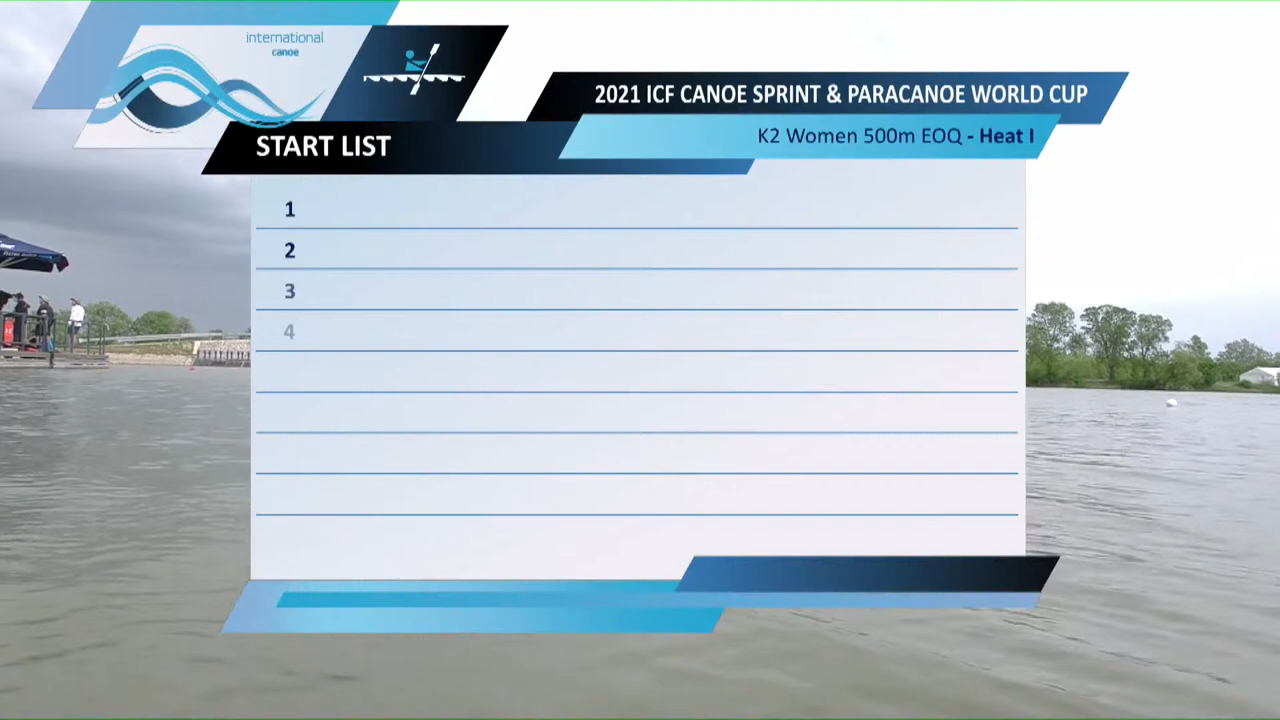 international
canoe
2021 ICF CANOE SPRINT & PARACANOE WORLD CUP
START LIST
K2 Women 500m EOQ - Heat I
1
2
3
4